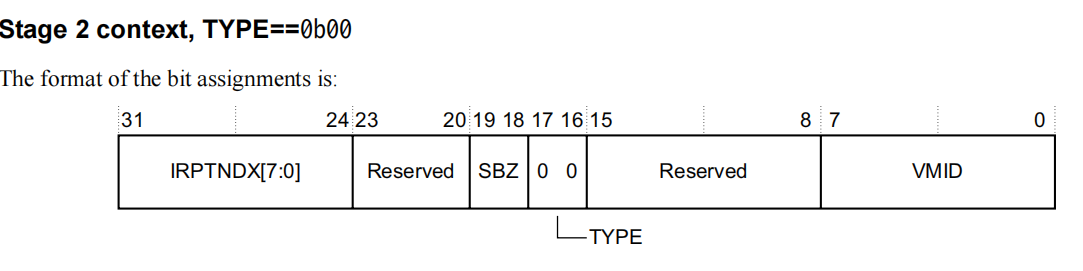 Stage 2 context, TYPE==0b00
The format of the bit assignments is:
31 24 23 20 19 18 17 16 15 8 7 0
IRPTNDX[7:0] Reserved SBZ 0 0 Reserved VMID
TYPE